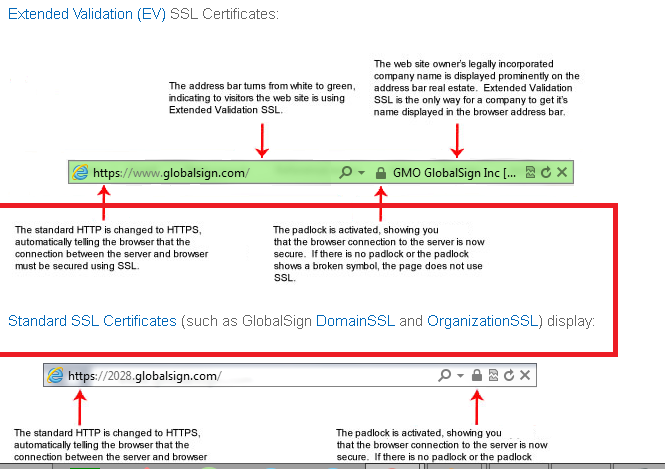 Extended Validation (EV) SSL Certificates:
The web site owner's legally incorporated
company name is displayed prominently on the
address bar real estate. Extended Validation
SSL is the only way for a company to get it's
name displayed in the browser address bar.
The address bar turns from white to green,
indicating to visitors the web site is using
Extended Validation SSL.
https://www.globalsign.com/ GMO GlobalSign Inc [...
The standard HTTP is changed to HTTPS,
automatically telling the browser that the
connection between the server and browser
must be secured using SSL.
The padlock is activated, showing you
that the browser connection to the server is now
secure. If there is no padlock or the padlock
shows a broken symbol, the page does not use
SSL.
Standard SSL Certificates (such as GlobalSign DomainSSL and OrganizationSSL) display:
https://2028.globalsign.com/
The standard HTTP is changed to HTTPS,
automatically telling the browser that the
connection between the server and browser
The padlock is activated, showing you
that the browser connection to the server is now
secure. If there is no padlock or the padlock